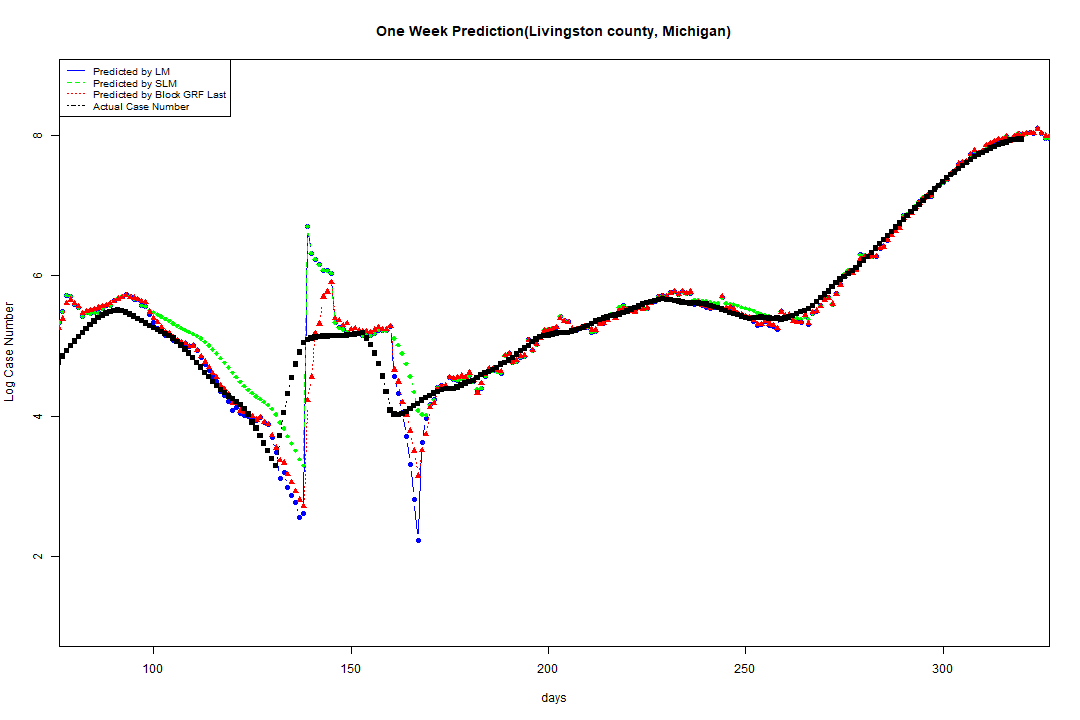 One Week Prediction(Livingston county, Michigan)
Predicted by LM
Predicted by SLM
Predicted by Block GRF Last
Actual Case Number
8
6
4
2
Log Case Number
100 150 200 250 300
days